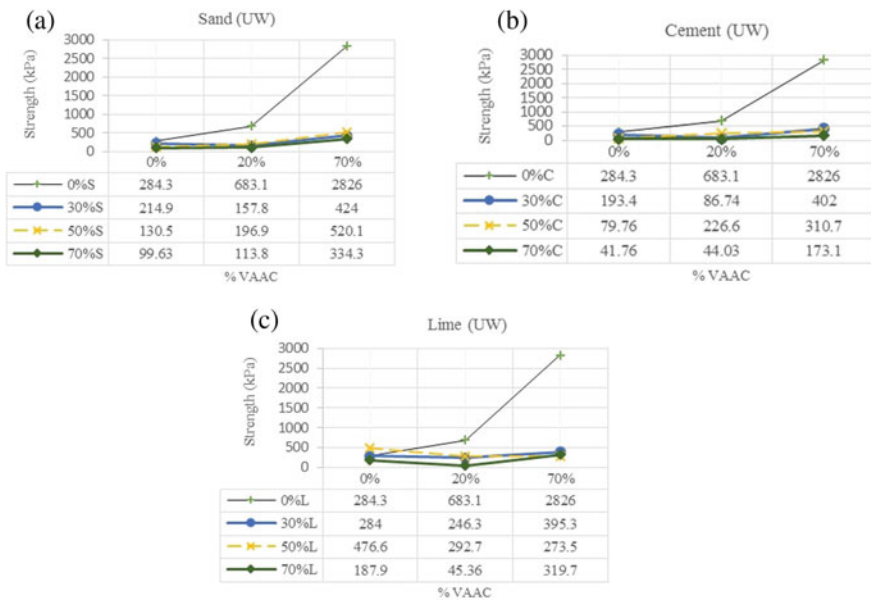 (a)
Sand (UW)
Strength (kPa)
3000
2500
2000
1500
1000
500
0
0% 20% 70%
0%S 284.3 683.1 2826
30%S 214.9 157.8 424
50%S 130.5 196.9 520.1
70%S 99.63 113.8 334.3
% VAAC
(b)
Cement (UW)
Strength (kPa)
3000
2500
2000
1500
1000
500
0
0% 20% 70%
0%C 284.3 683.1 2826
30%C 193.4 86.74 402
50%C 79.76 226.6 310.7
70%C 41.76 44.03 173.1
% VAAC
(c)
Lime (UW)
Strength (kPa)
3000
2500
2000
1500
1000
500
0
0% 20% 70%
0%L 284.3 683.1 2826
30%L 284 246.3 395.3
50%L 476.6 292.7 273.5
70%L 187.9 45.36 319.7
% VAAC